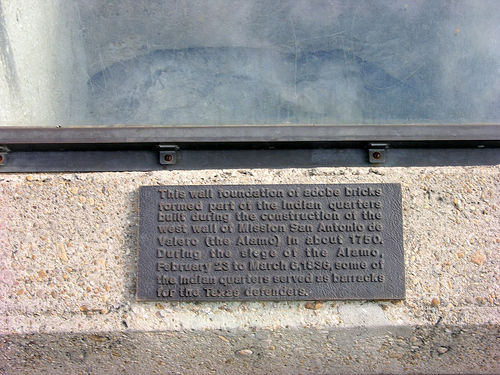 This wall foundation of adobe bricks
formed part of the Indian quarters
built during the construction of the
west wall of Mission San Antonio de
Valero (the Alamo) in about 1750.
During the siege of the Alamo,
February 23 to March 6, 1836, some of
the Indian quarters served as barracks
for the Texas defenders.